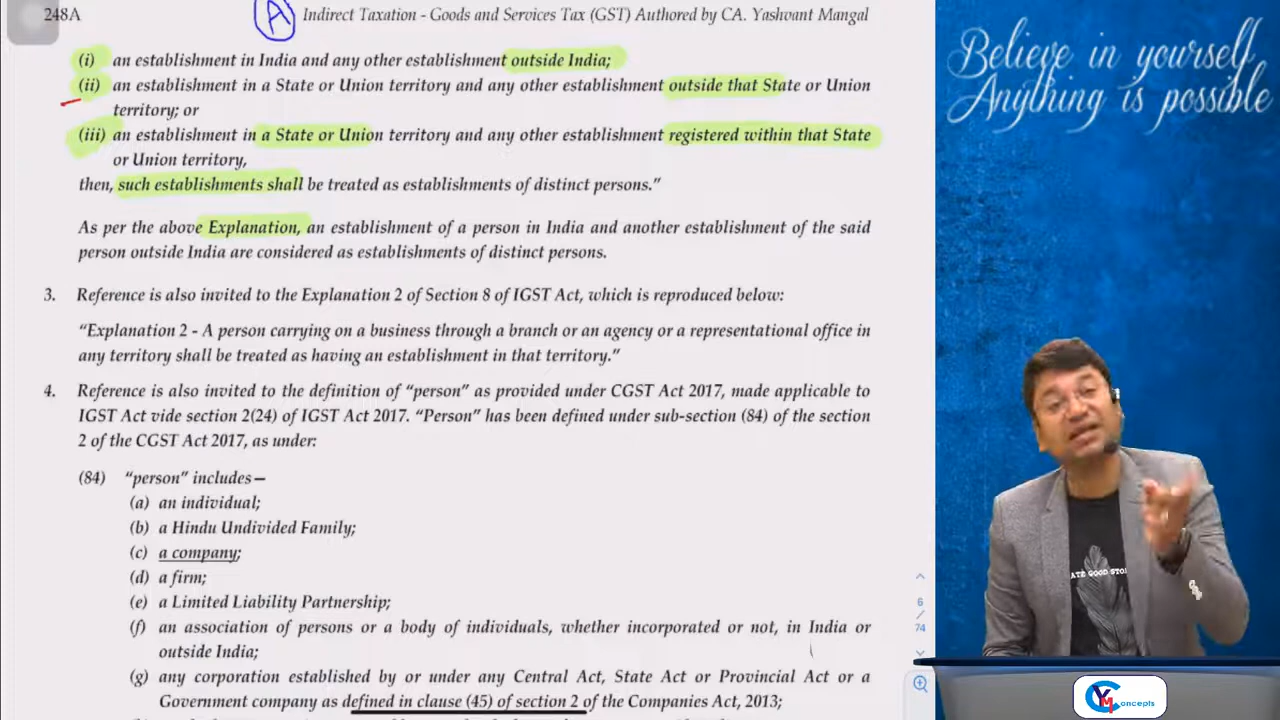 248A
A
Indirect Taxation - Goods and Services Tax (GST) Authored by CA. Yashvant Mangal
(i) an establishment in India and any other establishment outside India;
(ii) an establishment in a State or Union territory and any other establishment outside that State or Union
territory; or
(iii) an establishment in a State or Union territory and any other establishment registered within that State
or Union territory,
then, such establishments shall be treated as establishments of distinct persons."
As per the above Explanation, an establishment of a person in India and another establishment of the said
person outside India are considered as establishments of distinct persons.
3. Reference is also invited to the Explanation 2 of Section 8 of IGST Act, which is reproduced below:
"Explanation 2 - A person carrying on a business through a branch or an agency or a representational office in
any territory shall be treated as having an establishment in that territory."
4. Reference is also invited to the definition of "person" as provided under CGST Act 2017, made applicable to
IGST Act vide section 2(24) of IGST Act 2017. "Person" has been defined under sub-section (84) of the section
2 of the CGST Act 2017, as under:
(84) "person" includes—
(a) an individual;
(b) a Hindu Undivided Family;
(c) a company;
(d) a firm;
(e) a Limited Liability Partnership;
(f) an association of persons or a body of individuals, whether incorporated or not, in India or
outside India;
(g) any corporation established by or under any Central Act, State Act or Provincial Act or a
Government company as defined in clause (45) of section 2 of the Companies Act, 2013;
6
/
74
Believe in yourself
Anything is possible
GOOD
YM
Concepts